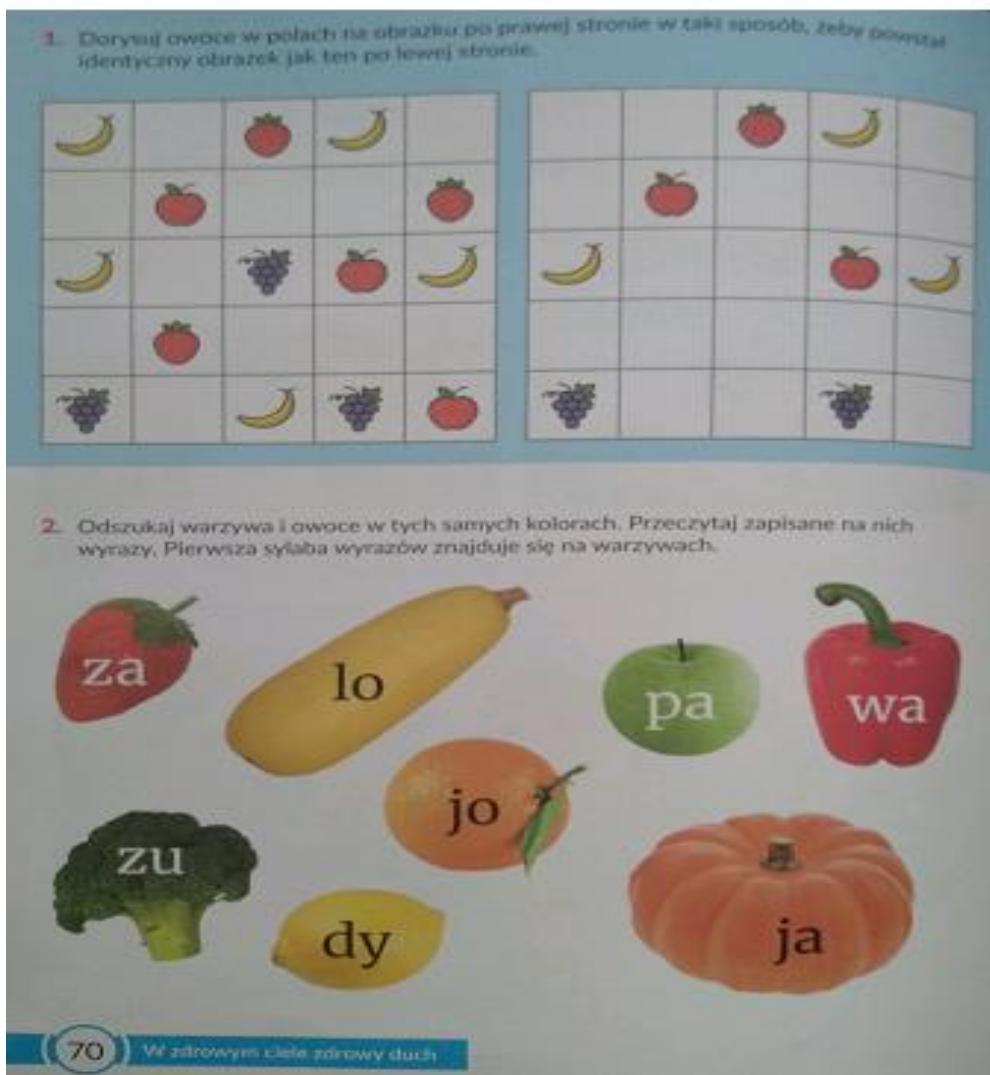 1. Dorysuj owoce w polach na obrazku po prawej stronie w taki sposób, żeby powstał
identyczny obrazek jak ten po lewej stronie.
2. Odszukaj warzywa i owoce w tych samych kolorach. Przeczytaj zapisane na nich
wyrazy. Pierwsza sylaba wyrazów znajduje się na warzywach.
za
lo
pa
wa
jo
zu
dy
ja
70 W zdrowym ciele zdrowy duch